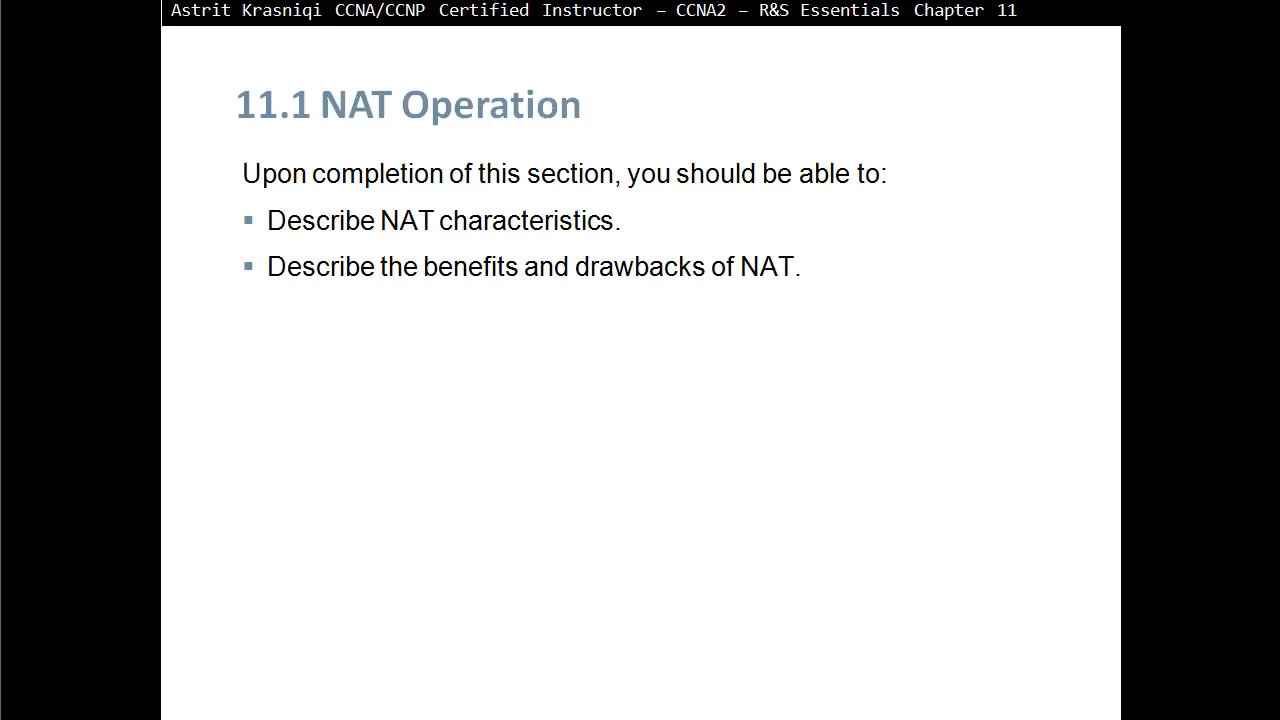 Astrit Krasniqi CCNA/CCNP Certified Instructor – CCNA2 – R&S Essentials Chapter 11
11.1 NAT Operation
Upon completion of this section, you should be able to:
▪ Describe NAT characteristics.
▪ Describe the benefits and drawbacks of NAT.